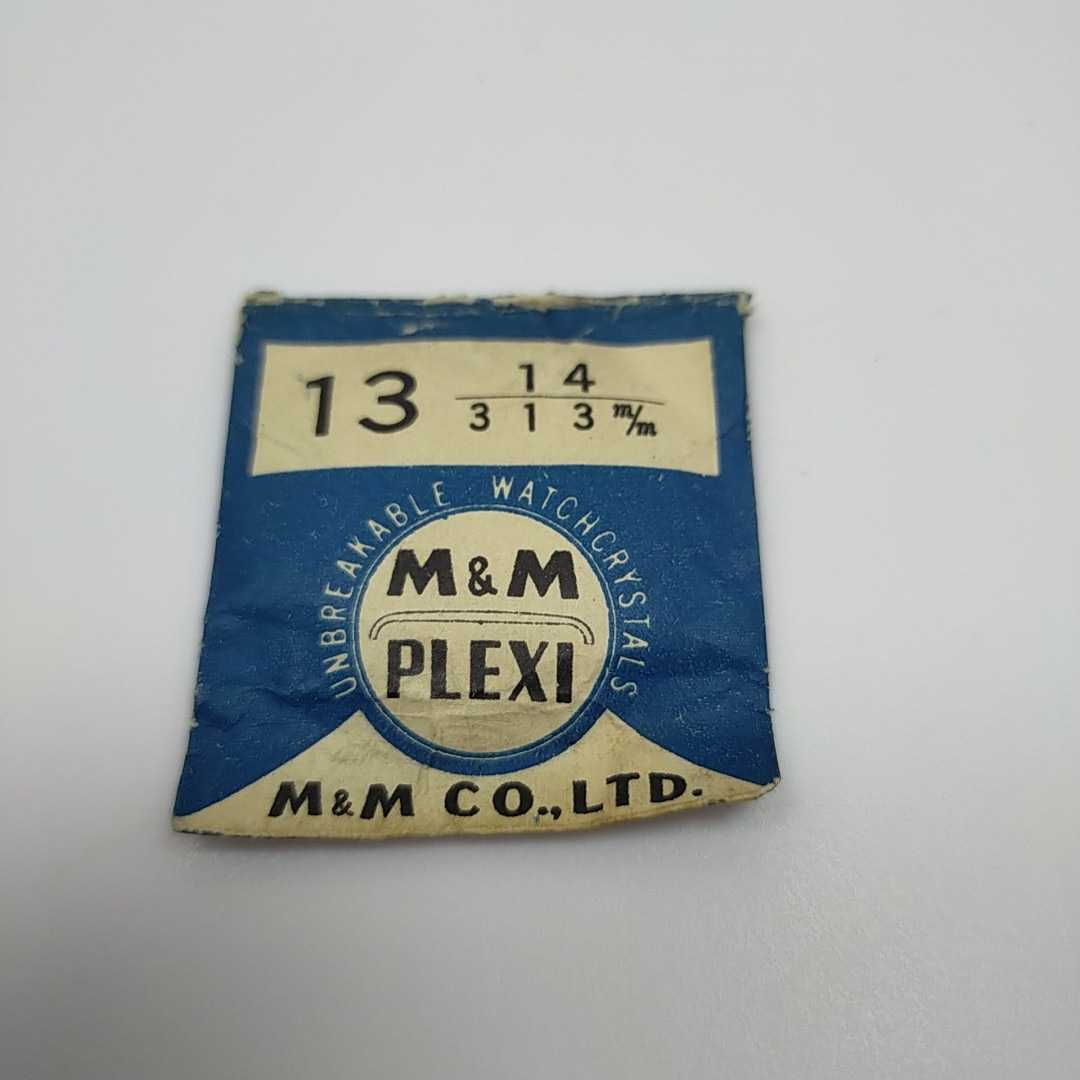 13 14
313 m/m
UNBREAKABLE WATCHCRYSTALS
M&M
PLEXI
M&M CO.,LTD.